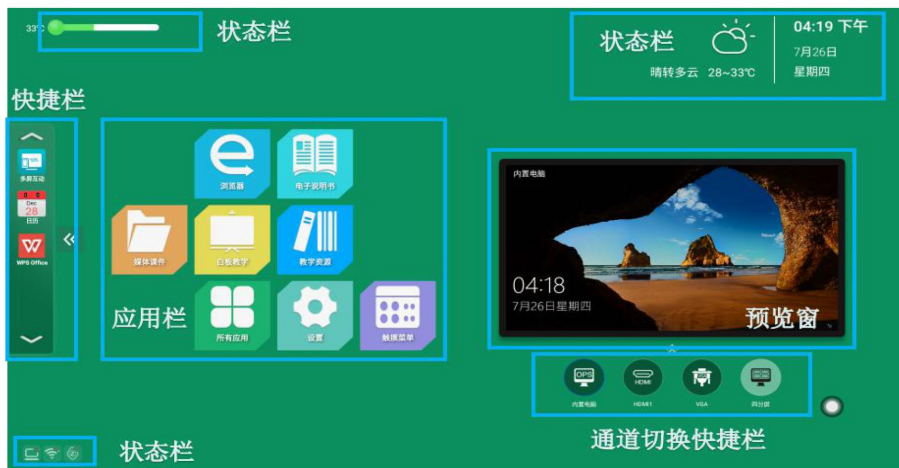 33℃
状态栏
状态栏
04:19 下午
7月26日
晴转多云 28~33℃
星期四
快捷栏
多屏互动
Dec
28
日历
WPS Office
浏览器
电子说明书
媒体课件
白板教学
教学资源
应用栏
所有应用
设置
触摸菜单
内置电脑
04:18
7月26日星期四
预览窗
OPS
HDMI
内置电脑
HDMI1
VGA
四分屏
通道切换快捷栏
状态栏